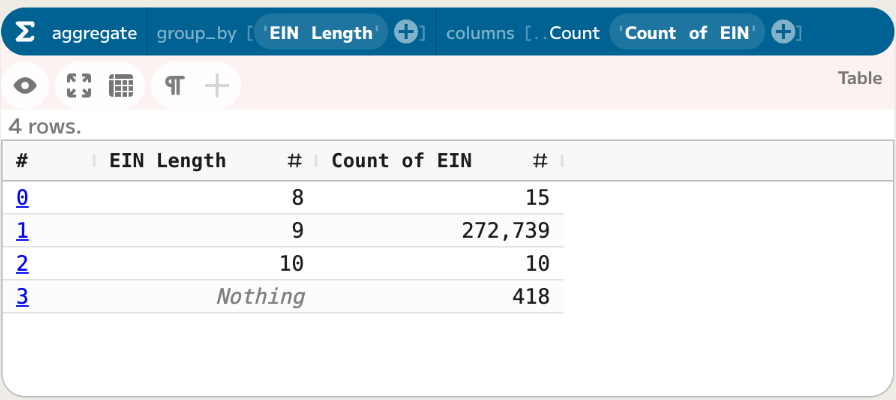 Σ aggregate group_by ['EIN Length' +] columns [..Count 'Count of EIN' +]
Table
4 rows.
# EIN Length # Count of EIN #
0 8 15
1 9 272,739
2 10 10
3 Nothing 418